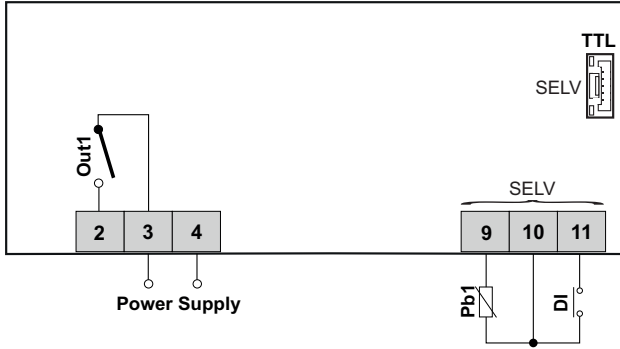 TTL
SELV
Out1
SELV
2 3 4
9 10 11
Power Supply
Pb1
DI